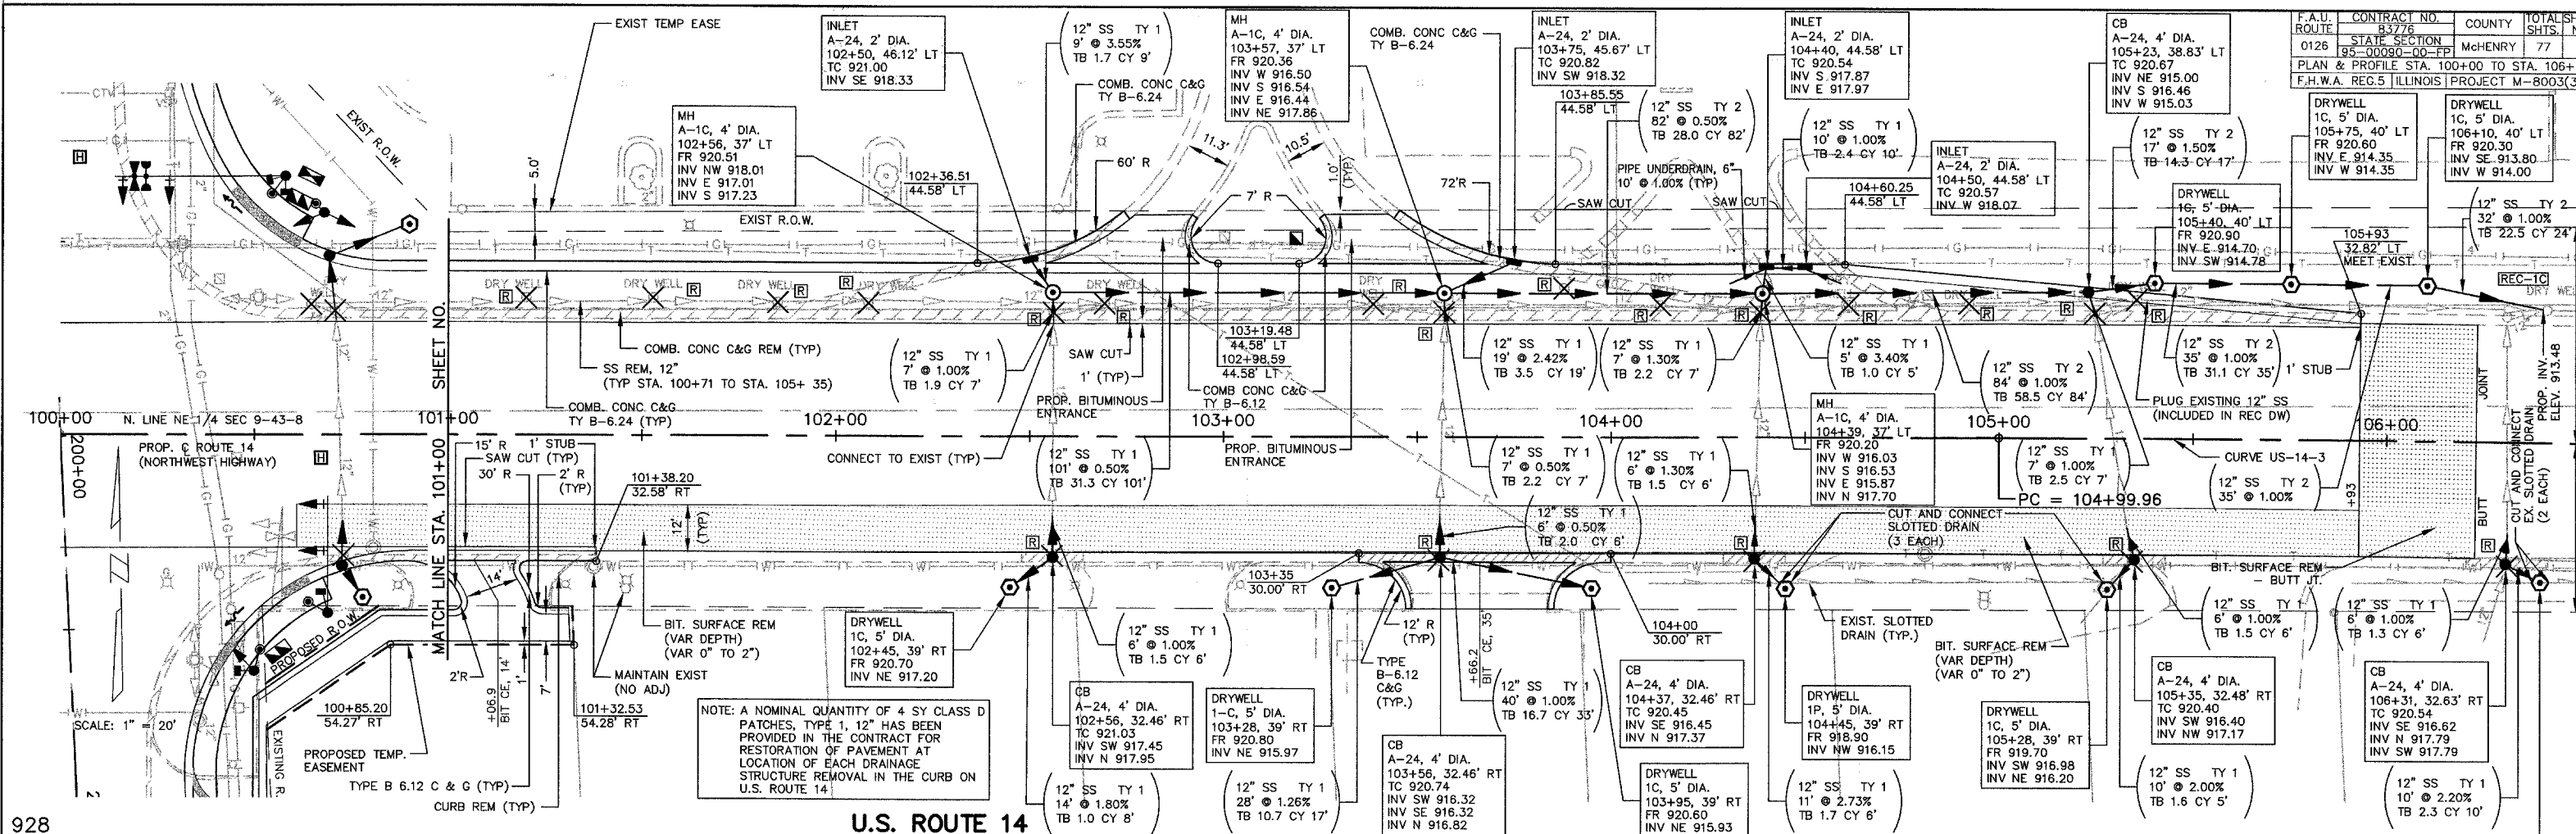 EXIST TEMP EASE
INLET
A-24, 2' DIA.
102+50, 46.12' LT
TC 921.00
INV SE 918.33
12" SS TY 1
9' @ 3.55%
TB 1.7 CY 9'
COMB. CONC C&G
TY B-6.24
MH
A-1C, 4' DIA.
103+57, 37' LT
FR 920.36
INV W 916.50
INV S 916.54
INV E 916.44
INV NE 917.86
COMB. CONC C&G
TY B-6.24
INLET
A-24, 2' DIA.
103+75, 45.67' LT
TC 920.82
INV SW 918.32
INLET
A-24, 2' DIA.
104+40, 44.58' LT
TC 920.54
INV S 917.87
INV E 917.97
CB
A-24, 4' DIA.
105+23, 38.83' LT
TC 920.67
INV NE 915.00
INV S 916.46
INV W 915.03
F.A.U. ROUTE
CONTRACT NO.
83776
COUNTY
TOTAL SHTS.
0126
STATE SECTION
95-00090-00-FP
McHENRY
77
PLAN & PROFILE STA. 100+00 TO STA. 106+
F.H.W.A. REG.5 ILLINOIS PROJECT M-8003(3
DRYWELL
1C, 5' DIA.
105+75, 40' LT
FR 920.60
INV E 914.35
INV W 914.35
DRYWELL
1C, 5' DIA.
106+10, 40' LT
FR 920.30
INV SE 913.80
INV W 914.00
MH
A-1C, 4' DIA.
102+56, 37' LT
FR 920.51
INV NW 918.01
INV E 917.01
INV S 917.23
103+85.55
44.58' LT
12" SS TY 2
82' @ 0.50%
TB 28.0 CY 82'
12" SS TY 1
10' @ 1.00%
TB 2.4 CY 10'
12" SS TY 2
17' @ 1.50%
TB 14.3 CY 17'
INLET
A-24, 2' DIA.
104+50, 44.58' LT
TC 920.57
INV W 918.07
DRYWELL
1C, 5' DIA.
105+40, 40' LT
FR 920.90
INV E 914.70
INV SW 914.78
12" SS TY 2
32' @ 1.00%
TB 22.5 CY 24'
EXIST R.O.W.
5.0'
102+36.51
44.58' LT
60' R
11.3'
10.5'
1.0'
(TYP)
7' R
72'R
SAW CUT
PIPE UNDERDRAIN, 6"
10' @ 1.00% (TYP)
SAW CUT
104+60.25
44.58' LT
105+93
32.82' LT
MEET EXIST
REC-1C
EXIST R.O.W.
DRY WELL
DRY WELL
DRY WELL
DRY WELL
DRY WELL
COMB. CONC C&G REM (TYP)
SS REM, 12"
(TYP STA. 100+71 TO STA. 105+ 35)
COMB. CONC C&G
TY B-6.24 (TYP)
12" SS TY 1
7' @ 1.00%
TB 1.9 CY 7'
SAW CUT
1' (TYP)
103+19.48
44.58' LT
102+98.59
44.58' LT
COMB CONC C&G
TY B-6.12
PROP. BITUMINOUS
ENTRANCE
12" SS TY 1
19' @ 2.42%
TB 3.5 CY 19'
12" SS TY 1
7' @ 1.30%
TB 2.2 CY 7'
12" SS TY 1
5' @ 3.40%
TB 1.0 CY 5'
12" SS TY 2
84' @ 1.00%
TB 58.5 CY 84'
12" SS TY 2
35' @ 1.00%
TB 31.1 CY 35'
1' STUB
PLUG EXISTING 12" SS
(INCLUDED IN REC DW)
JOINT
BUTT
CUT AND CONNECT
EX. SLOTTED DRAIN
(2 EACH)
PROP. INV.
ELEV. 913.48
100+00
N. LINE NE 1/4 SEC 9-43-8
101+00
102+00
103+00
104+00
105+00
106+00
200+00
PROP. ℄ ROUTE 14
(NORTHWEST HIGHWAY)
MATCH LINE STA. 101+00 SHEET NO.
15' R
SAW CUT (TYP)
30' R
1' STUB
2' R
(TYP)
101+38.20
32.58' RT
12'
(TYP)
CONNECT TO EXIST (TYP)
12" SS TY 1
101' @ 0.50%
TB 31.3 CY 101'
PROP. BITUMINOUS
ENTRANCE
12" SS TY 1
7' @ 0.50%
TB 2.2 CY 7'
12" SS TY 1
6' @ 1.30%
TB 1.5 CY 6'
12" SS TY 1
6' @ 0.50%
TB 2.0 CY 6'
MH
A-1C, 4' DIA.
104+39, 37' LT
FR 920.20
INV W 916.03
INV S 916.53
INV E 915.87
INV N 917.70
12" SS TY 1
7' @ 1.00%
TB 2.5 CY 7'
CURVE US-14-3
12" SS TY 2
35' @ 1.00%
PC = 104+99.96
CUT AND CONNECT
SLOTTED DRAIN
(3 EACH)
+93
14'
103+35
30.00' RT
12' R
(TYP)
104+00
30.00' RT
EXIST. SLOTTED
DRAIN (TYP.)
BIT. SURFACE REM
(VAR DEPTH)
(VAR 0" TO 2")
BIT. SURFACE REM
- BUTT JT.
12" SS TY 1
6' @ 1.00%
TB 1.5 CY 6'
12" SS TY 1
6' @ 1.00%
TB 1.3 CY 6'
PROPOSED R.O.W.
SCALE: 1" = 20'
100+85.20
54.27' RT
2'R
+06.9
BIT CE, 14'
1'
7'
101+32.53
54.28' RT
MAINTAIN EXIST
(NO ADJ)
BIT. SURFACE REM
(VAR DEPTH)
(VAR 0" TO 2")
PROPOSED TEMP.
EASEMENT
EXISTING R
TYPE B 6.12 C & G (TYP)
CURB REM (TYP)
NOTE: A NOMINAL QUANTITY OF 4 SY CLASS D
PATCHES, TYPE 1, 12" HAS BEEN
PROVIDED IN THE CONTRACT FOR
RESTORATION OF PAVEMENT AT
LOCATION OF EACH DRAINAGE
STRUCTURE REMOVAL IN THE CURB ON
U.S. ROUTE 14
DRYWELL
1C, 5' DIA.
102+45, 39' RT
FR 920.70
INV NE 917.20
12" SS TY 1
6' @ 1.00%
TB 1.5 CY 6'
CB
A-24, 4' DIA.
102+56, 32.46' RT
TC 921.03
INV SW 917.45
INV N 917.95
12" SS TY 1
14' @ 1.80%
TB 1.0 CY 8'
DRYWELL
1-C, 5' DIA.
103+28, 39' RT
FR 920.80
INV NE 915.97
12" SS TY 1
28' @ 1.26%
TB 10.7 CY 17'
TYPE
B-6.12
C&G
(TYP.)
+66.2
BIT CE, 35'
12" SS TY 1
40' @ 1.00%
TB 16.7 CY 33'
CB
A-24, 4' DIA.
103+56, 32.46' RT
TC 920.74
INV SW 916.32
INV SE 916.32
INV N 916.82
CB
A-24, 4' DIA.
104+37, 32.46' RT
TC 920.45
INV SE 916.45
INV N 917.37
DRYWELL
1C, 5' DIA.
103+95, 39' RT
FR 920.60
INV NE 915.93
DRYWELL
1P, 5' DIA.
104+45, 39' RT
FR 918.90
INV NW 916.15
12" SS TY 1
11' @ 2.73%
TB 1.7 CY 6'
DRYWELL
1C, 5' DIA.
105+28, 39' RT
FR 919.70
INV SW 916.98
INV NE 916.20
CB
A-24, 4' DIA.
105+35, 32.48' RT
TC 920.40
INV SW 916.40
INV NW 917.17
12" SS TY 1
10' @ 2.00%
TB 1.6 CY 5'
CB
A-24, 4' DIA.
106+31, 32.63' RT
TC 920.54
INV SE 916.62
INV N 917.79
INV SW 917.79
12" SS TY 1
10' @ 2.20%
TB 2.3 CY 10'
928
U.S. ROUTE 14